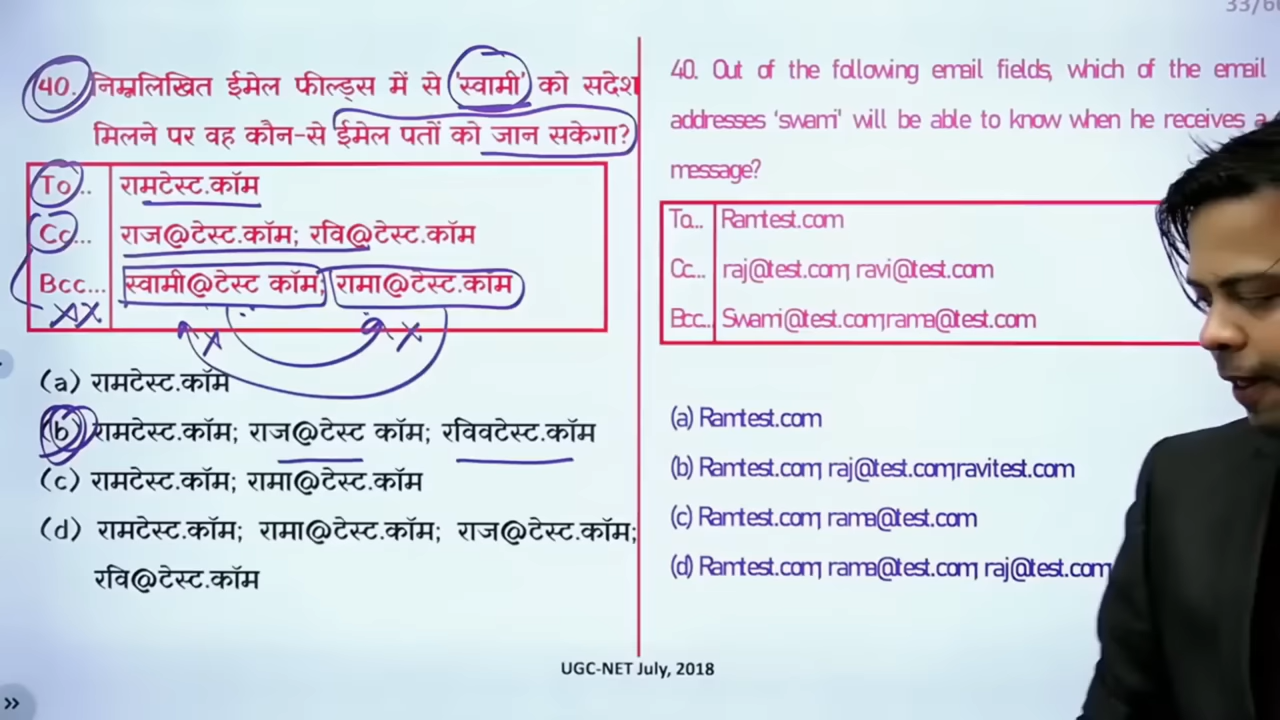 33/60
40. निम्नलिखित ईमेल फील्ड्स में से 'स्वामी' को सदेश
मिलने पर वह कौन-से ईमेल पतों को जान सकेगा?
To... रामटेस्ट.कॉम
Cc... राज@टेस्ट.कॉम; रवि@टेस्ट.कॉम
Bcc... स्वामी@टेस्ट कॉम; रामा@टेस्ट.कॉम
XX
X X
(a) रामटेस्ट.कॉम
(b) रामटेस्ट.कॉम; राज@टेस्ट कॉम; रविवटेस्ट.कॉम
(c) रामटेस्ट.कॉम; रामा@टेस्ट.कॉम
(d) रामटेस्ट.कॉम; रामा@टेस्ट.कॉम; राज@टेस्ट.कॉम;
रवि@टेस्ट.कॉम
40. Out of the following email fields, which of the email
addresses 'swami' will be able to know when he receives a
message?
To... Ramtest.com
Cc... raj@test.com; ravi@test.com
Bcc... Swami@test.com;rama@test.com
(a) Ramtest.com
(b) Ramtest.com; raj@test.com;ravitest.com
(c) Ramtest.com; rama@test.com
(d) Ramtest.com; rama@test.com; raj@test.com
UGC-NET July, 2018
»